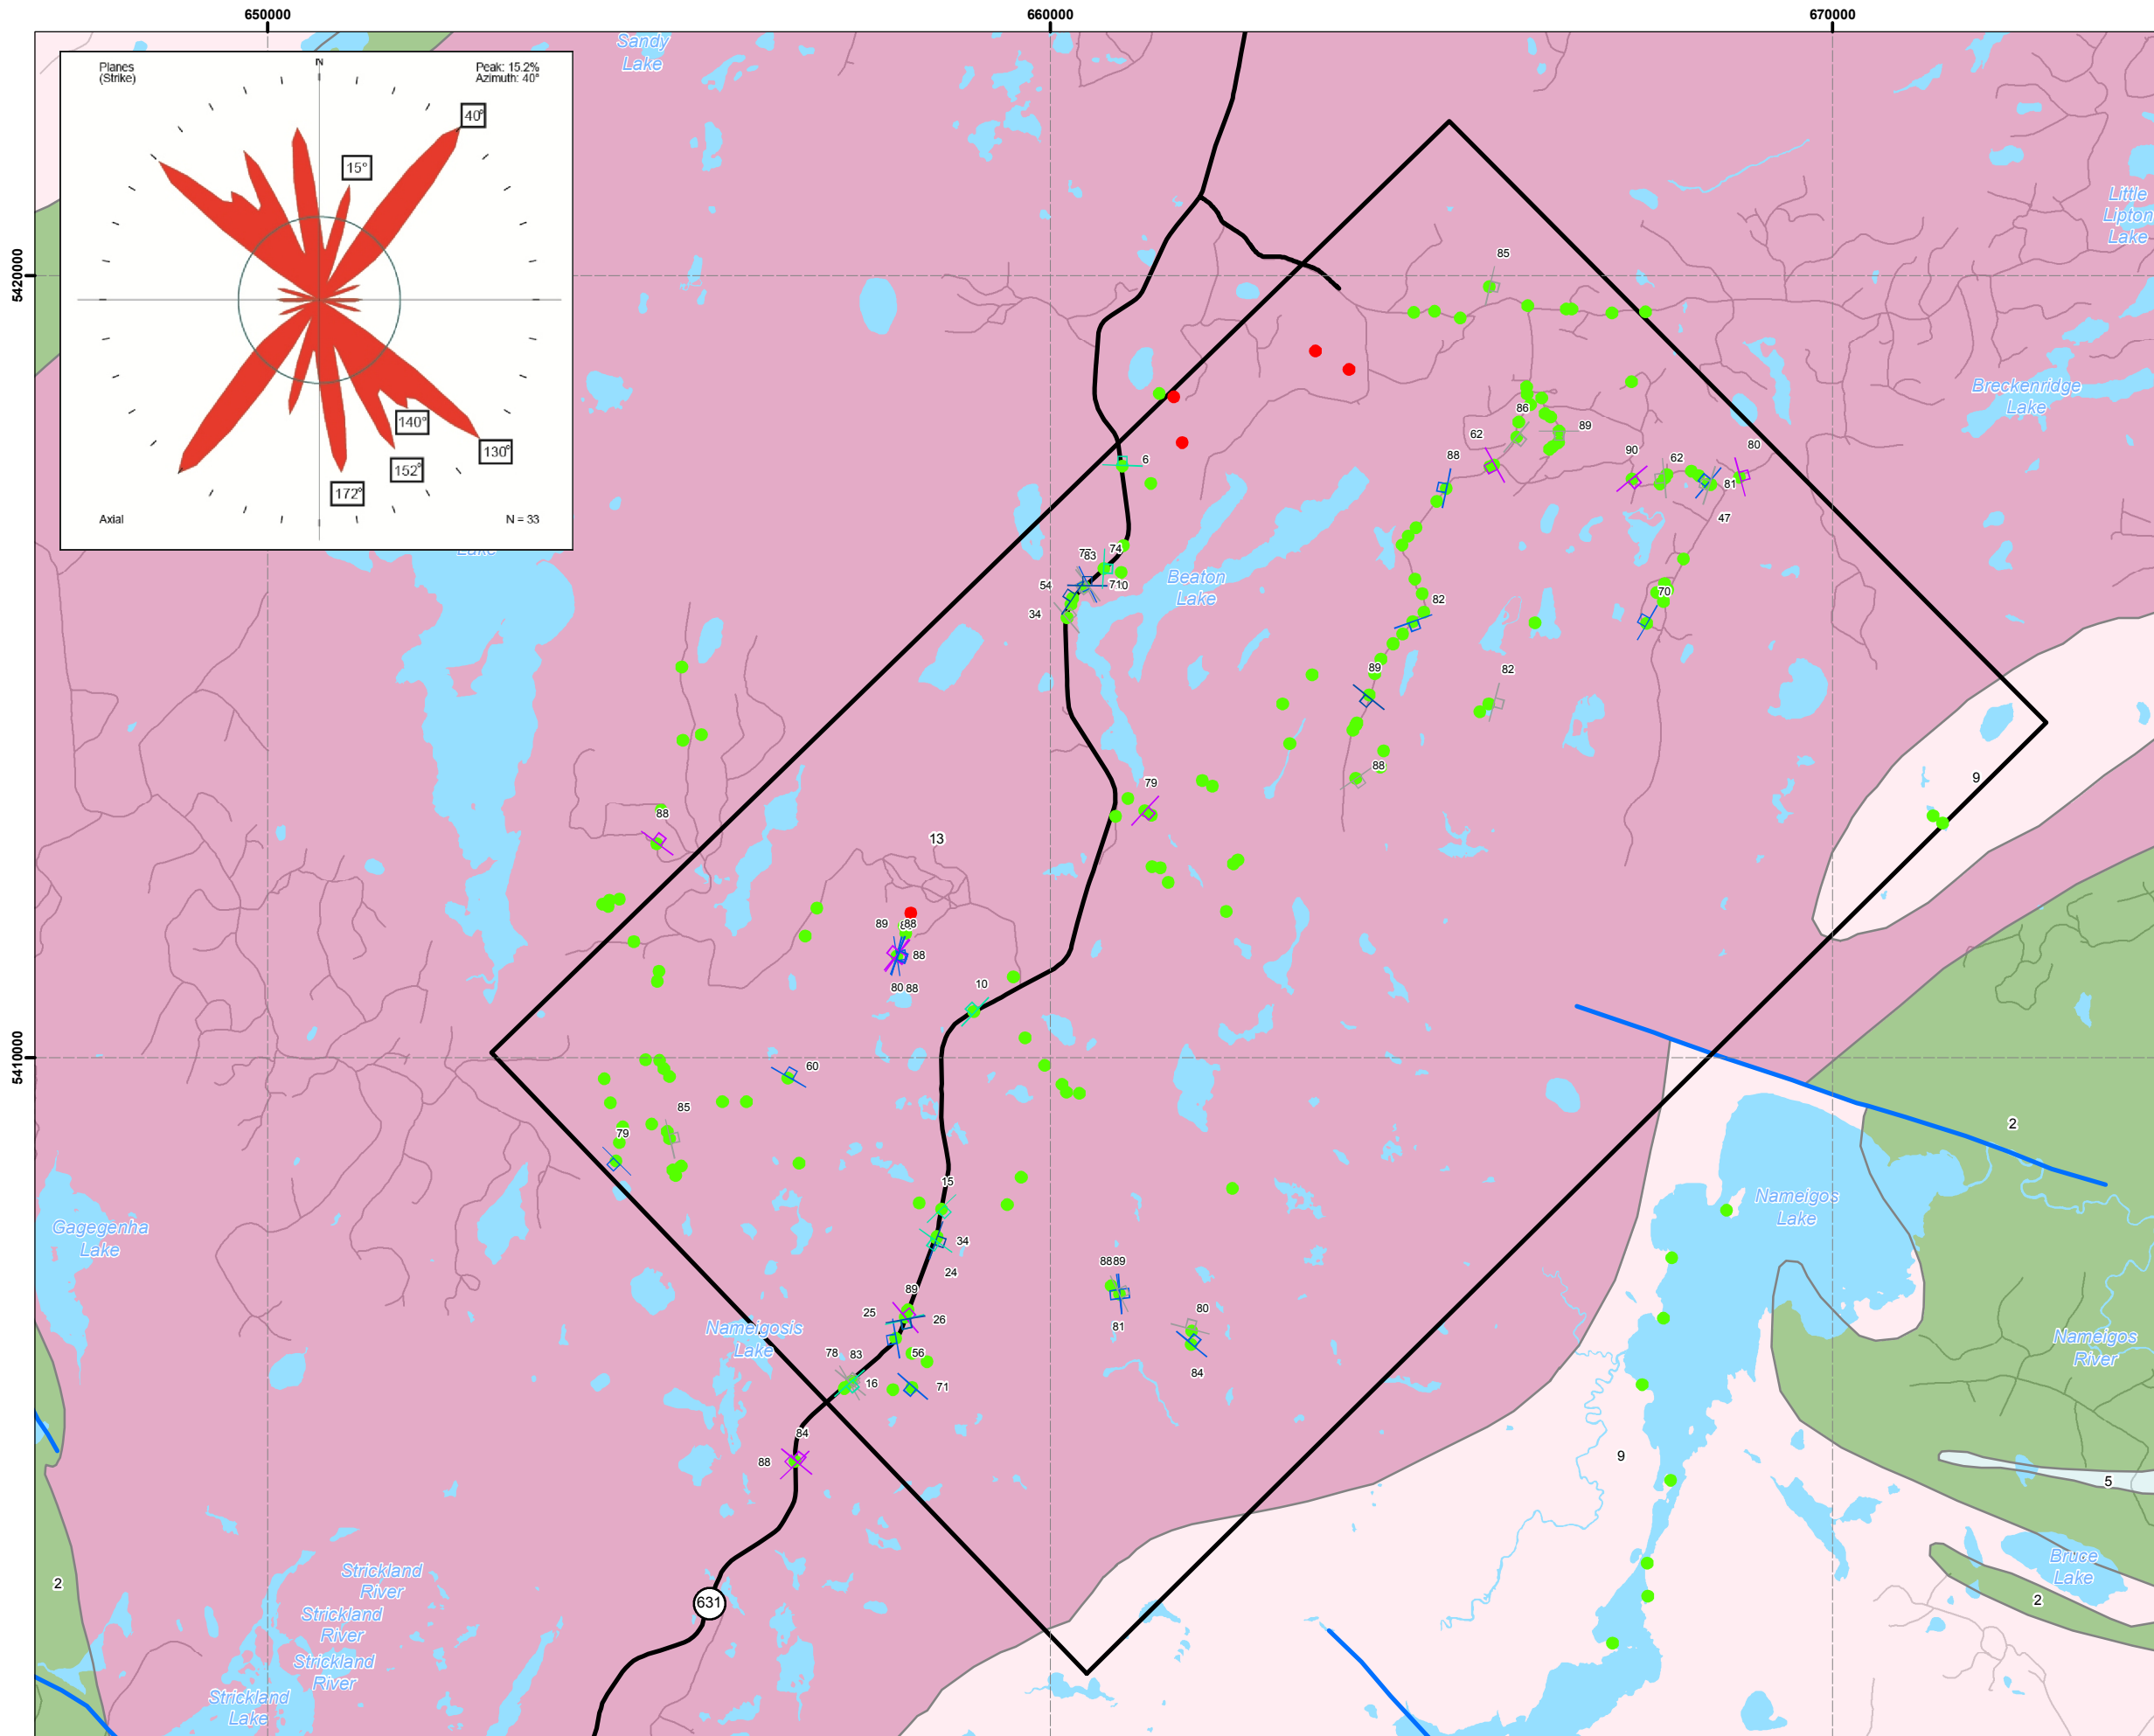 650000
660000
670000
5420000
5410000
Planes
(Strike)
N
Peak: 15.2%
Azimuth: 40°
40°
15°
140°
130°
152°
172°
Axial
N = 33
Sandy
Lake
Lake
Little
Lipton
Lake
Breckenridge
Lake
85
86
89
62
88
90
62
80
81
47
6
74
83
54
71
34
Beaton
Lake
70
82
82
89
88
79
9
88
13
89
88
88
80
88
10
60
85
79
2
15
Nameigos
Lake
Gagegenha
Lake
34
24
88
89
89
25
26
80
81
Nameigosis
Lake
Nameigos
River
78
83
56
84
16
71
84
88
9
5
Strickland
River
Strickland
River
Strickland
River
Strickland
Lake
631
2
Bruce
Lake
2